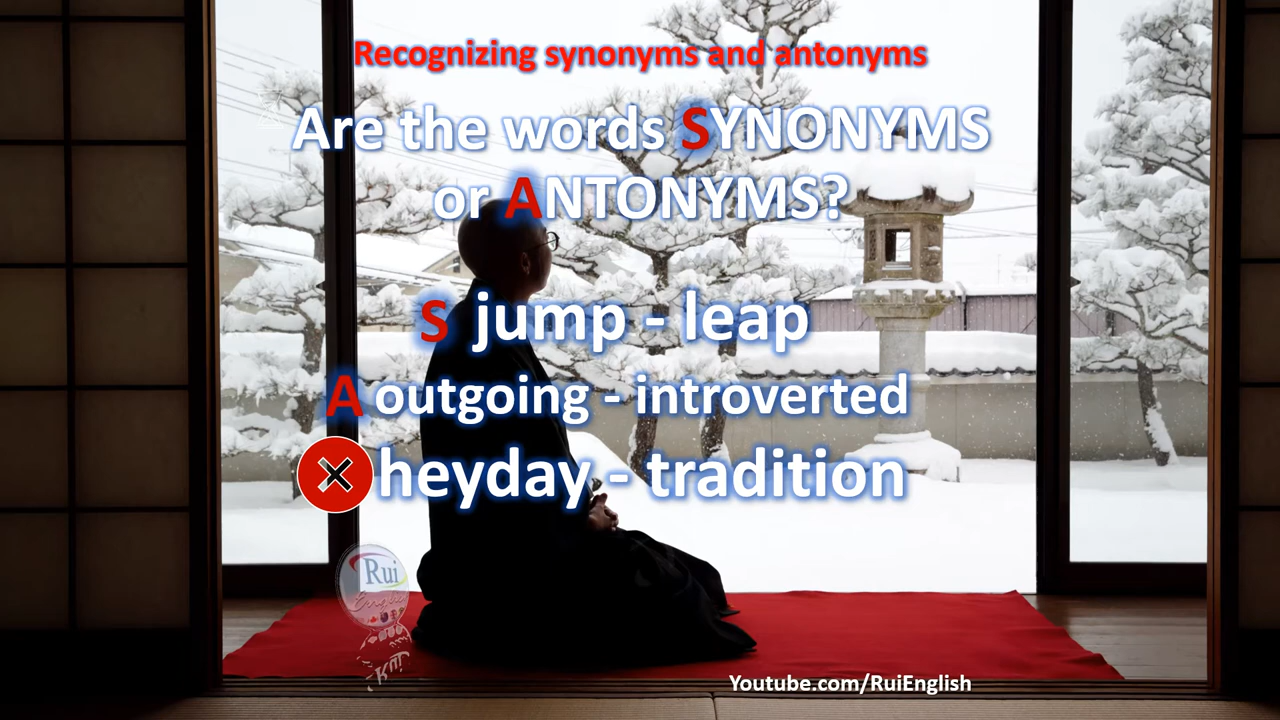 Recognizing synonyms and antonyms
Are the words SYNONYMS
or ANTONYMS?
S jump - leap
A outgoing - introverted
heyday - tradition
Rui
English
Youtube.com/RuiEnglish